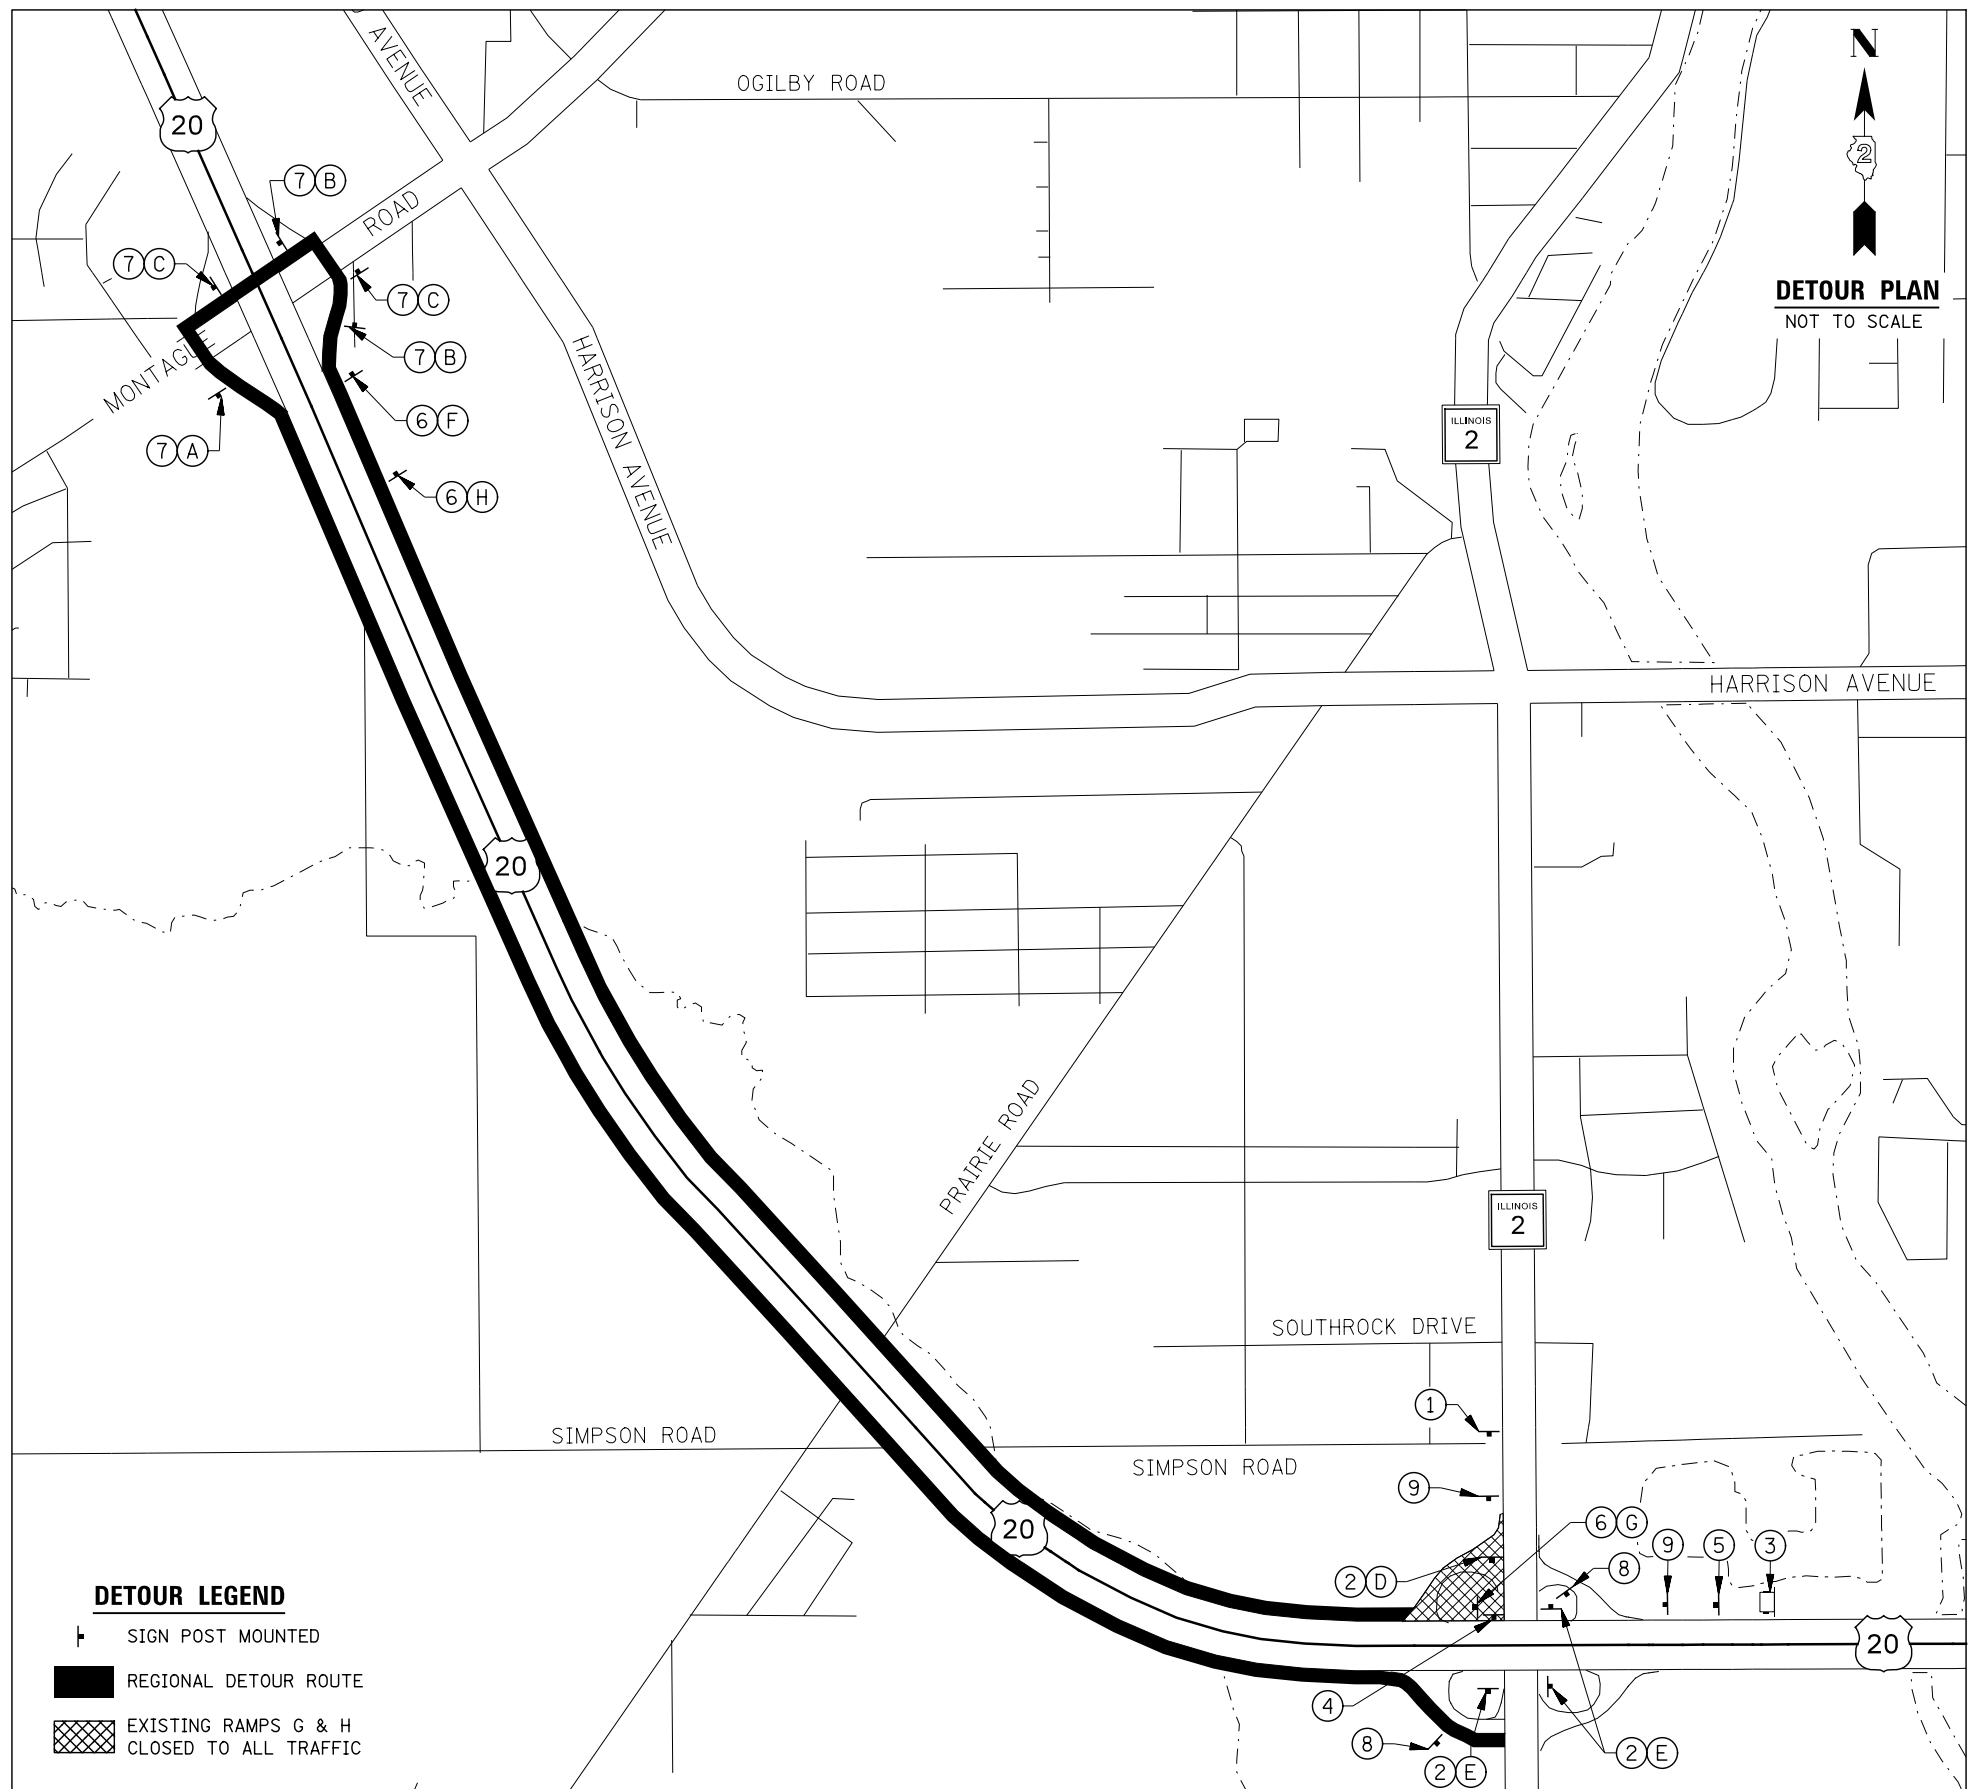 AVENUE
OGILBY ROAD
N
20
2
7 B
ROAD
7 C
7 C
DETOUR PLAN
NOT TO SCALE
7 B
MONTAGUE
HARRISON AVENUE
6 F
ILLINOIS
2
7 A
6 H
HARRISON AVENUE
20
PRAIRIE ROAD
ILLINOIS
2
SOUTHROCK DRIVE
1
SIMPSON ROAD
SIMPSON ROAD
9
20
6 G
9
5
3
2 D
8
DETOUR LEGEND
SIGN POST MOUNTED
20
REGIONAL DETOUR ROUTE
4
EXISTING RAMPS G & H
CLOSED TO ALL TRAFFIC
8
2 E
2 E